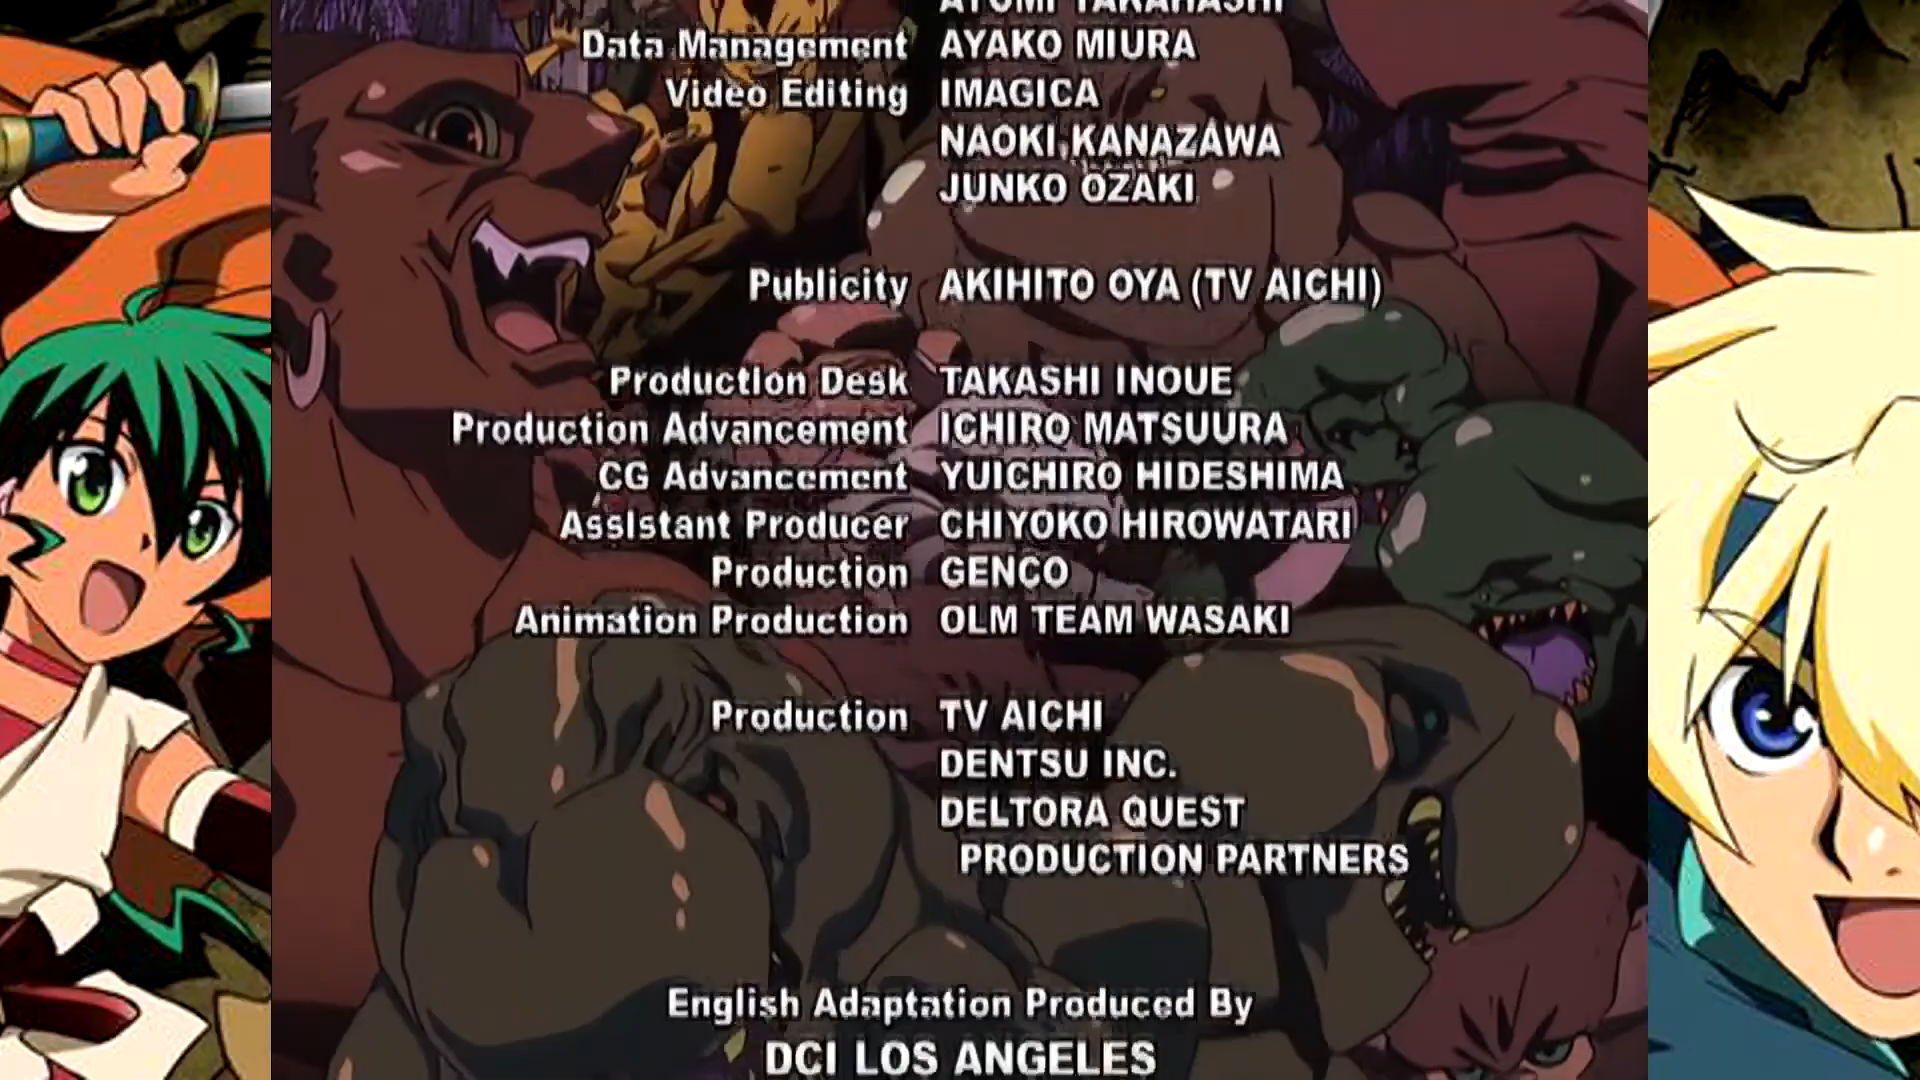 ATOMI TAKAHASHI
Data Management AYAKO MIURA
Video Editing IMAGICA
NAOKI KANAZAWA
JUNKO OZAKI
Publicity AKIHITO OYA (TV AICHI)
Production Desk TAKASHI INOUE
Production Advancement ICHIRO MATSUURA
CG Advancement YUICHIRO HIDESHIMA
Assistant Producer CHIYOKO HIROWATARI
Production GENCO
Animation Production OLM TEAM WASAKI
Production TV AICHI
DENTSU INC.
DELTORA QUEST
PRODUCTION PARTNERS
English Adaptation Produced By
DCI LOS ANGELES